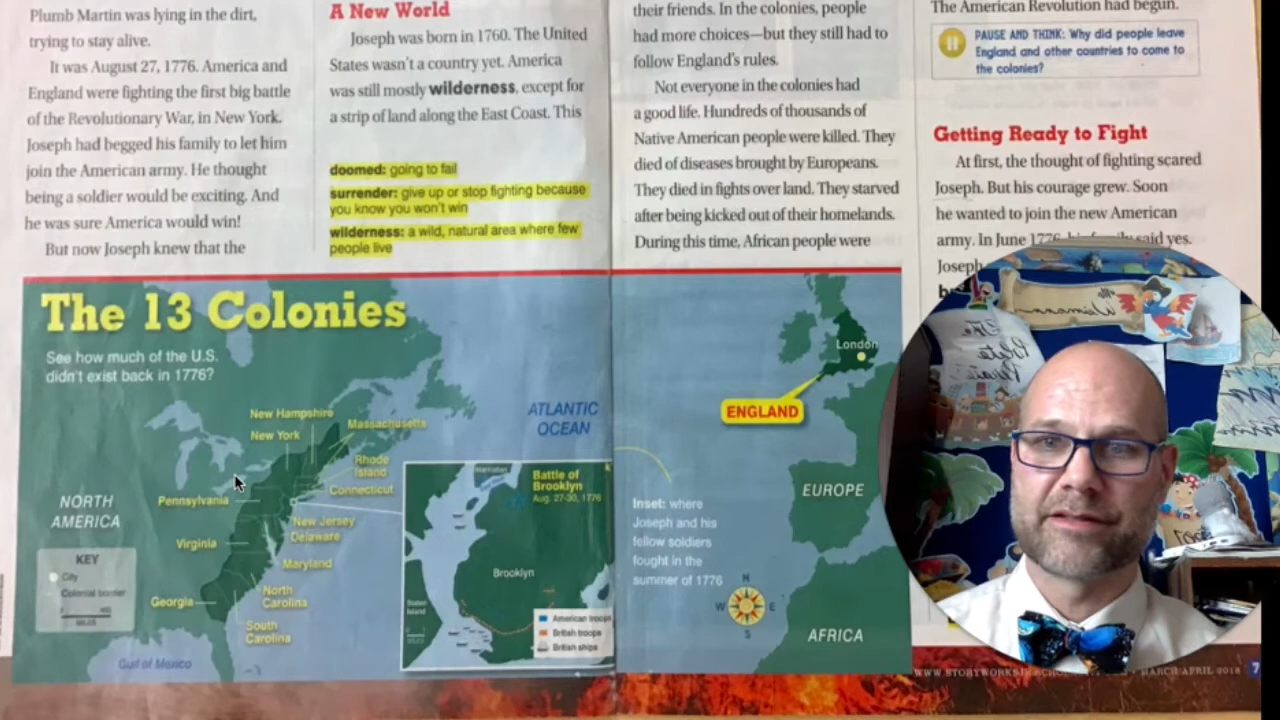 Plumb Martin was lying in the dirt,
trying to stay alive.
It was August 27, 1776. America and
England were fighting the first big battle
of the Revolutionary War, in New York.
Joseph had begged his family to let him
join the American army. He thought
being a soldier would be exciting. And
he was sure America would win!
But now Joseph knew that the
A New World
Joseph was born in 1760. The United
States wasn't a country yet. America
was still mostly wilderness, except for
a strip of land along the East Coast. This
doomed: going to fail
surrender: give up or stop fighting because
you know you won't win
wilderness: a wild, natural area where few
people live
their friends. In the colonies, people
had more choices—but they still had to
follow England's rules.
Not everyone in the colonies had
a good life. Hundreds of thousands of
Native American people were killed. They
died of diseases brought by Europeans.
They died in fights over land. They starved
after being kicked out of their homelands.
During this time, African people were
The American Revolution had begun.
PAUSE AND THINK: Why did people leave
England and other countries to come to
the colonies?
Getting Ready to Fight
At first, the thought of fighting scared
Joseph. But his courage grew. Soon
he wanted to join the new American
army. In June 1776, his family said yes.
Joseph
The 13 Colonies
See how much of the U.S.
didn't exist back in 1776?
New Hampshire
Massachusetts
New York
Rhode
Island
Connecticut
Pennsylvania
New Jersey
Delaware
Virginia
Maryland
North
Carolina
Georgia
South
Carolina
NORTH
AMERICA
KEY
City
Colonial border
MILES
Gulf of Mexico
ATLANTIC
OCEAN
Manhattan
Battle of
Brooklyn
Aug. 27-30, 1776
Brooklyn
Staten
Island
American troops
British troops
British ships
London
ENGLAND
EUROPE
Inset: where
Joseph and his
fellow soldiers
fought in the
summer of 1776
N
W E
S
AFRICA
MARCH/APRIL 2018 7